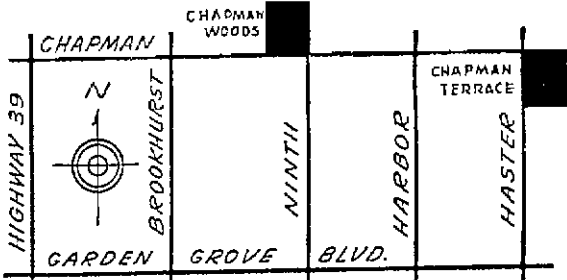 CHAPMAN
WOODS
CHAPMAN
CHAPMAN
TERRACE
N
HIGHWAY 39
BROOKHURST
NINTH
HARBOR
HASTER
GARDEN GROVE BLVD.